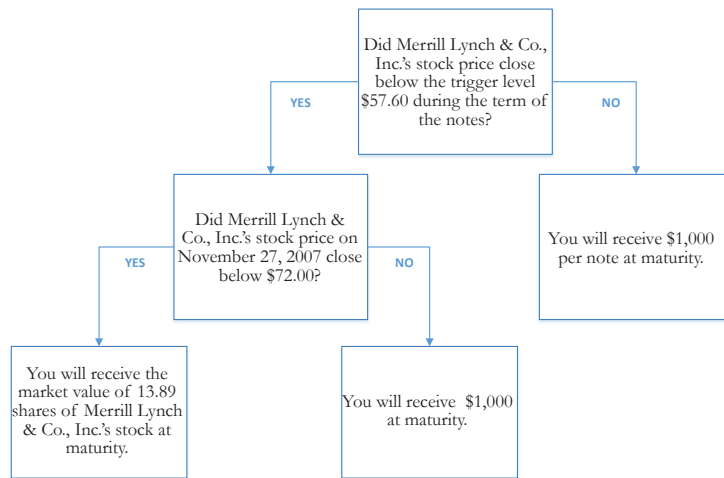 Did Merrill Lynch & Co.,
Inc.'s stock price close
below the trigger level
$57.60 during the term of
the notes?
YES
NO
Did Merrill Lynch &
Co., Inc.'s stock price on
November 27, 2007 close
below $72.00?
You will receive $1,000
per note at maturity.
YES
NO
You will receive the
market value of 13.89
shares of Merrill Lynch
& Co., Inc.'s stock at
maturity.
You will receive $1,000
at maturity.